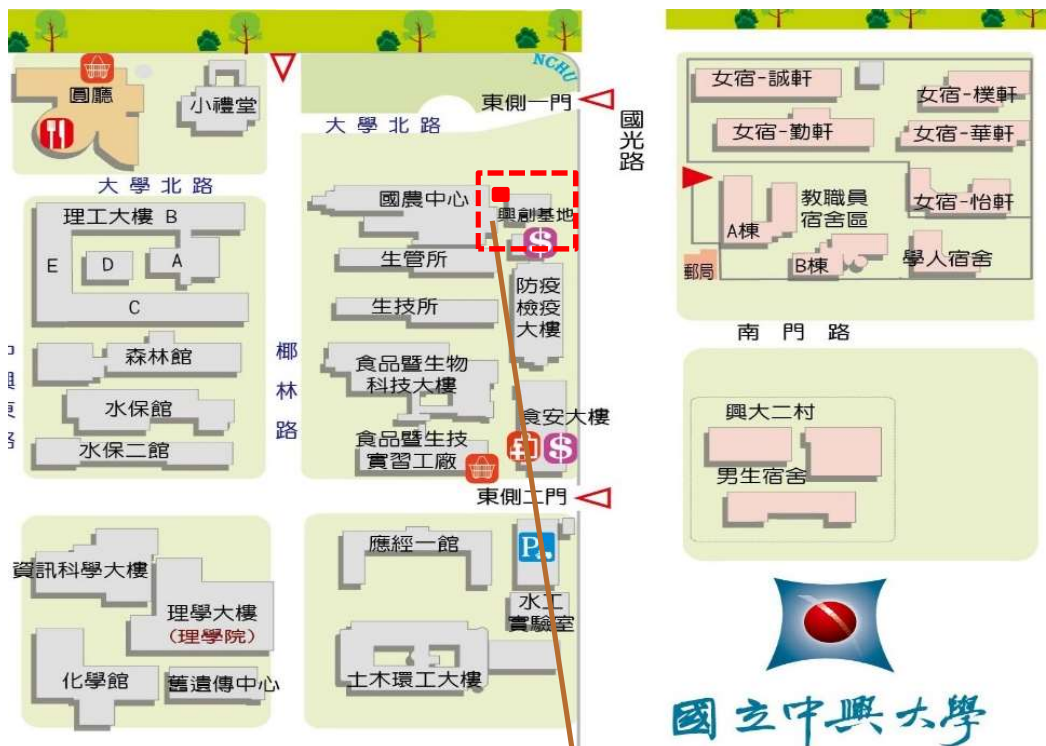 NCHU
圓廳
小禮堂
東側一門
大學北路
國光路
大學北路
理工大樓 B
E
D
A
C
國農中心
興創基地
$
生管所
防疫
檢疫
大樓
生技所
椰林路
森林館
水保館
水保二館
食品暨生物
科技大樓
食安大樓
$
食品暨生技
實習工廠
東側二門
女宿-誠軒
女宿-樸軒
女宿-勤軒
女宿-華軒
女宿-怡軒
教職員
宿舍區
A棟
B棟
郵局
學人宿舍
南門路
興大二村
男生宿舍
資訊科學大樓
理學大樓
(理學院)
化學館
舊遺傳中心
應經一館
P
水工
實驗室
土木環工大樓
國立中興大學